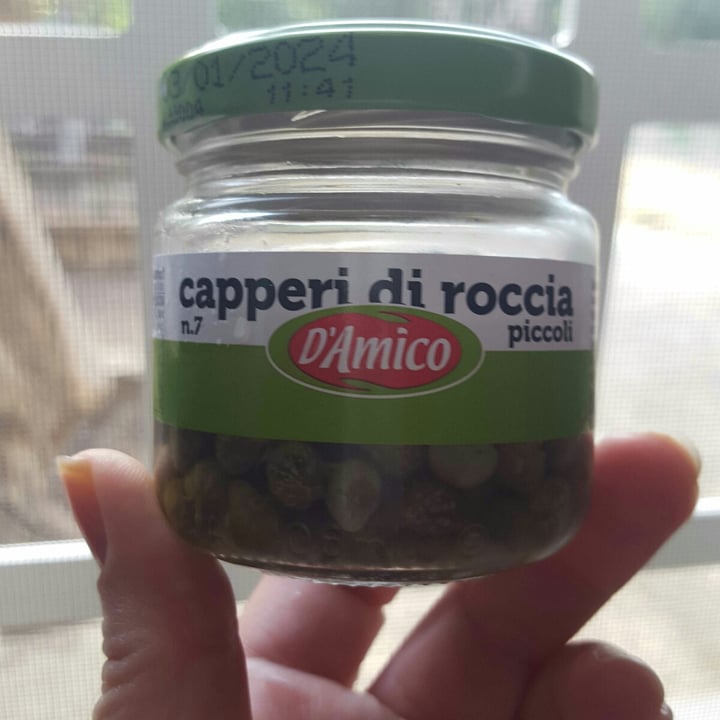 /01/2024
11:41
capperi di roccia
n.7
piccoli
D'Amico